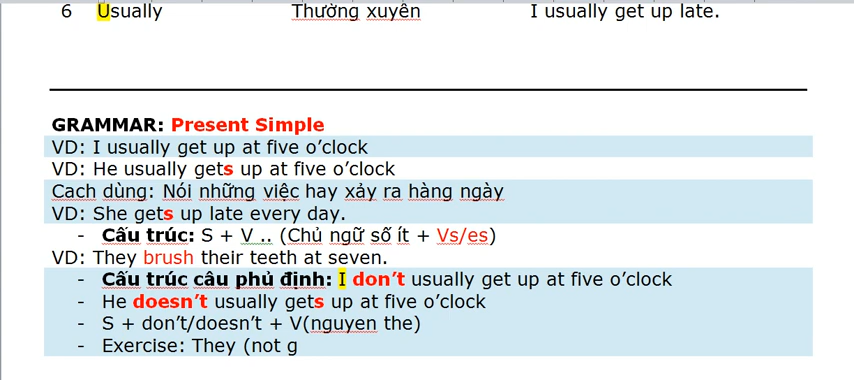 6 Usually Thường xuyên I usually get up late.
GRAMMAR: Present Simple
VD: I usually get up at five o’clock
VD: He usually gets up at five o’clock
Cach dùng: Nói những việc hay xảy ra hàng ngày
VD: She gets up late every day.
- Cấu trúc: S + V .. (Chủ ngữ số ít + Vs/es)
VD: They brush their teeth at seven.
- Cấu trúc câu phủ định: I don’t usually get up at five o’clock
- He doesn’t usually gets up at five o’clock
- S + don’t/doesn’t + V(nguyen the)
- Exercise: They (not g